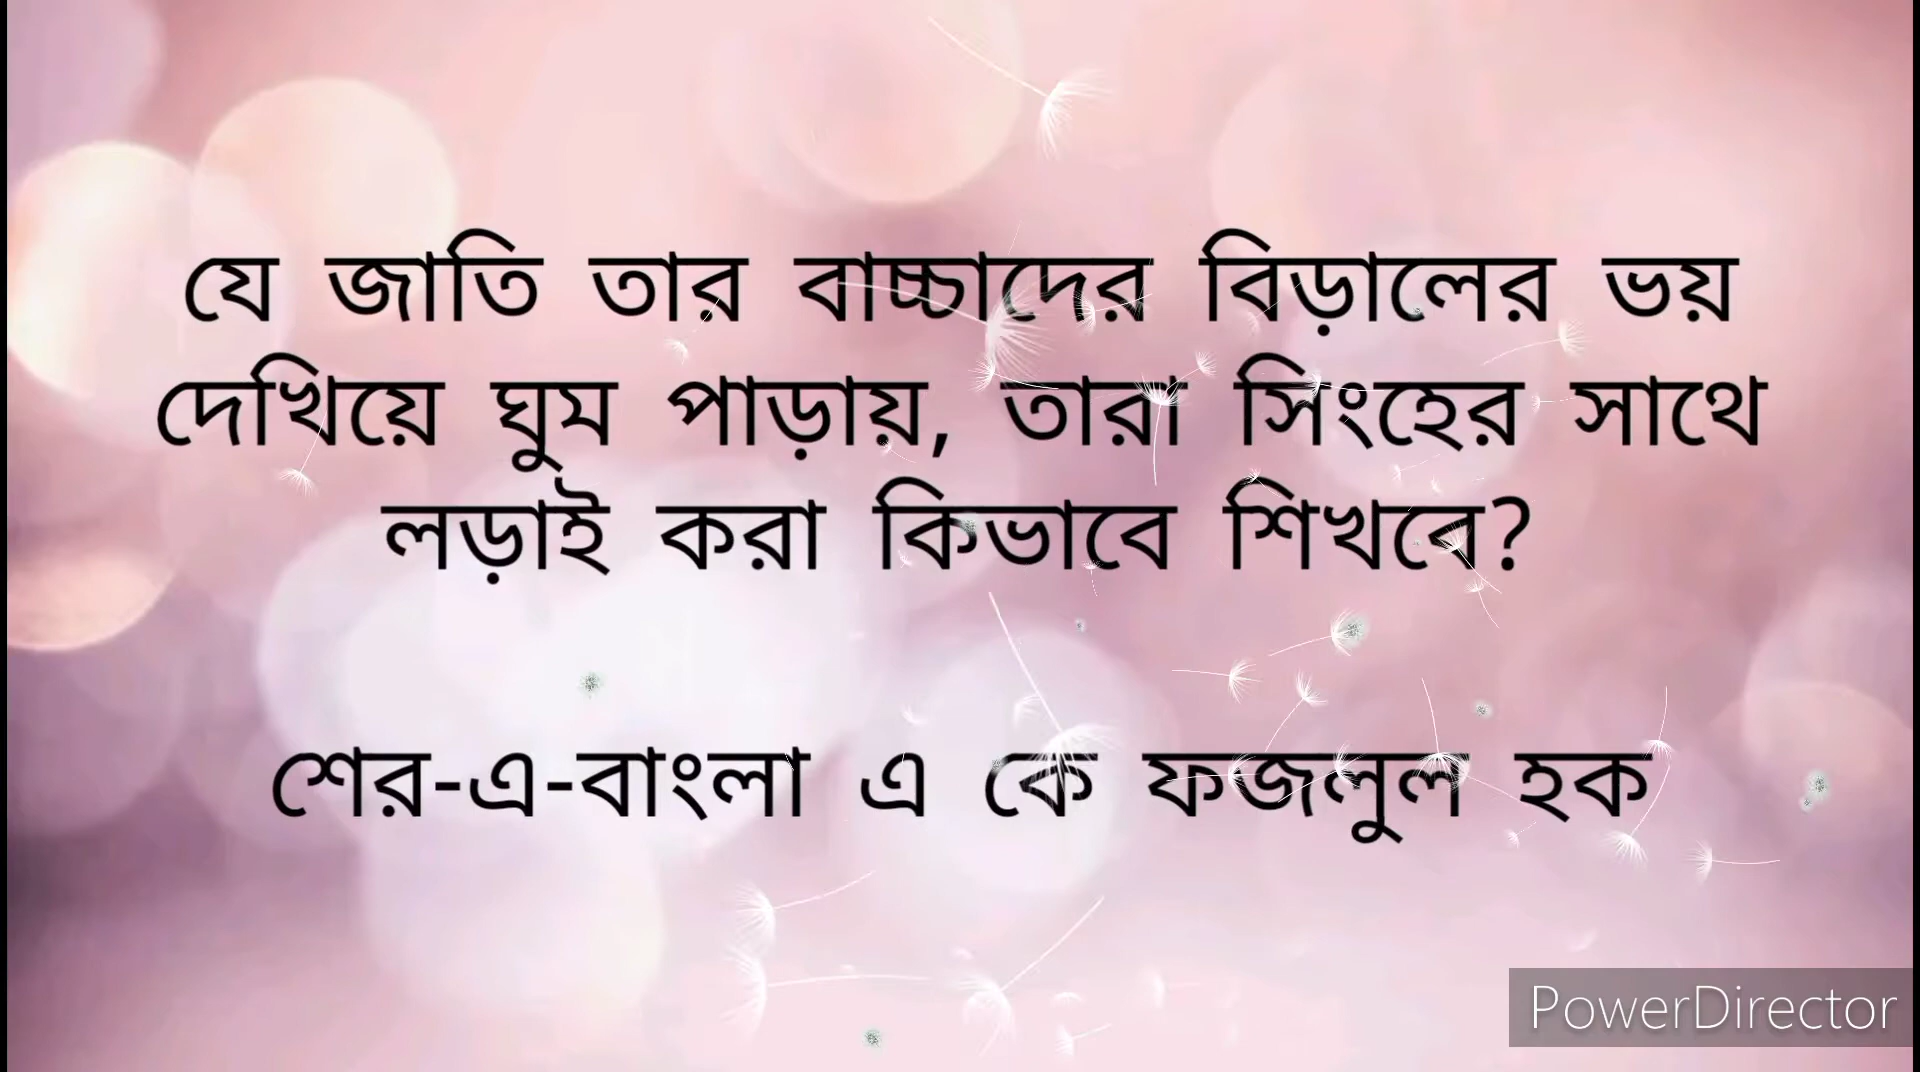 যে জাতি তার বাচ্চাদের বিড়ালের ভয়
দেখিয়ে ঘুম পাড়ায়, তারা সিংহের সাথে
লড়াই করা কিভাবে শিখবে?
শের-এ-বাংলা এ কে ফজলুল হক
PowerDirector